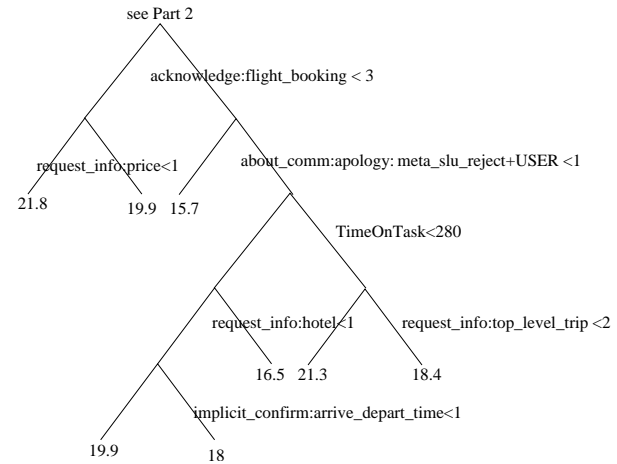 see Part 2
acknowledge:flight_booking < 3
request_info:price<1
about_comm:apology: meta_slu_reject+USER <1
21.8
19.9
15.7
TimeOnTask<280
request_info:hotel<1
request_info:top_level_trip <2
16.5
21.3
18.4
implicit_confirm:arrive_depart_time<1
19.9
18